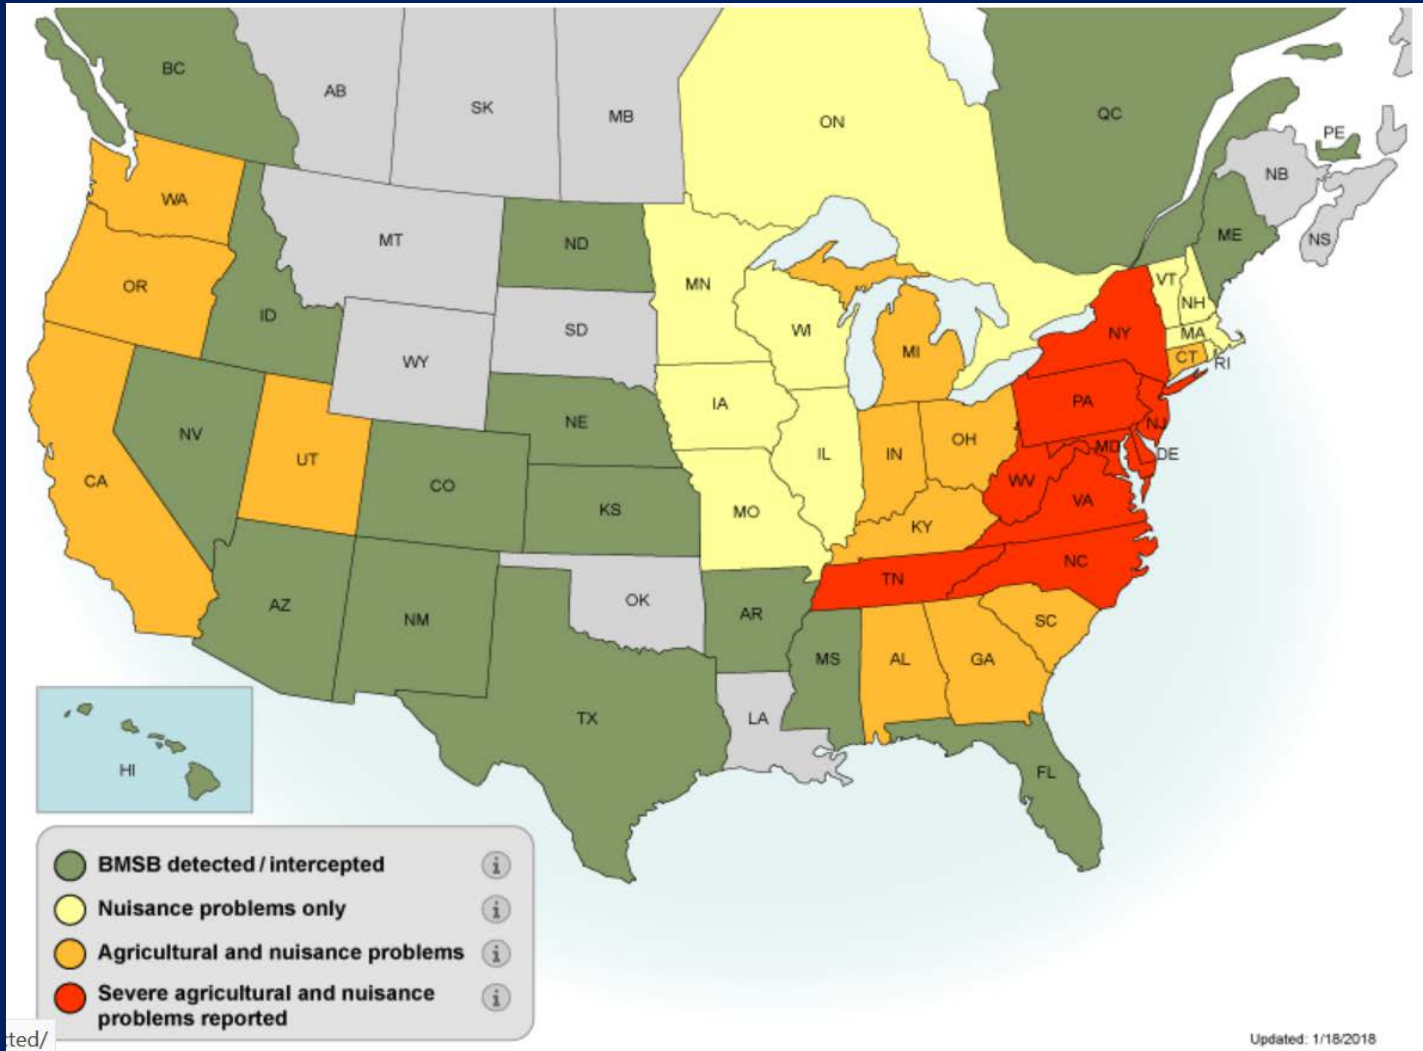 BC
AB
SK
MB
ON
QC
PE
NB
NS
WA
MT
ND
MN
ME
OR
ID
SD
WI
MI
VT
NH
NY
MA
CT
RI
WY
IA
PA
NJ
NV
NE
UT
CA
CO
IL
IN
OH
MD
DE
WV
VA
KS
MO
KY
AZ
NM
OK
AR
TN
NC
SC
MS
AL
GA
TX
LA
FL
HI
BMSB detected / intercepted i
Nuisance problems only i
Agricultural and nuisance problems i
Severe agricultural and nuisance i
problems reported
cted/
Updated: 1/18/2018